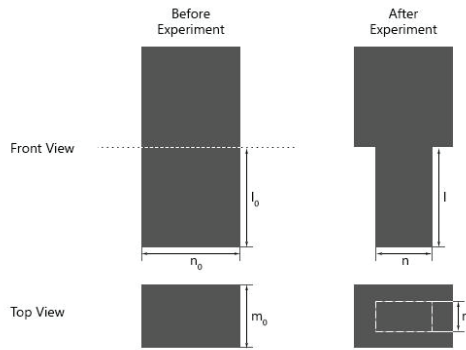 Before
Experiment
After
Experiment
Front View
l₀
l
n₀
n
Top View
m₀